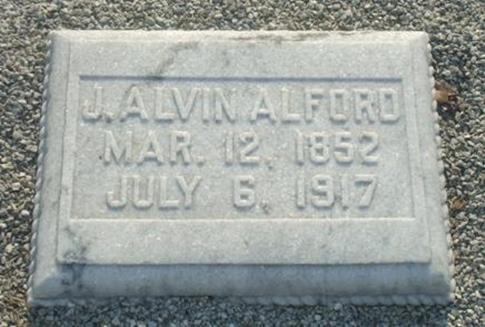 J. ALVIN ALFORD
MAR. 12, 1852
JULY 6, 1917